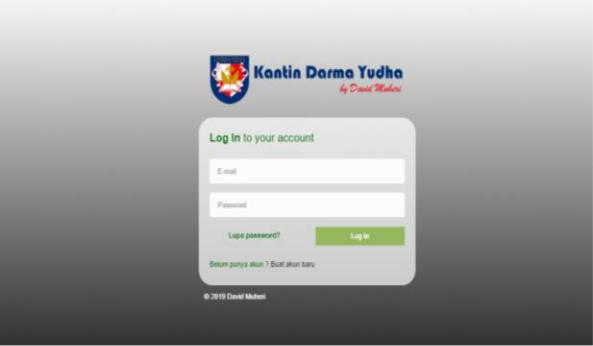 Kantin Darma Yudha
by David Muheri
Log In to your account
E-mail
Password
Lupa password?
Log In
Belum punya akun ? Buat akun baru
© 2019 David Muheri